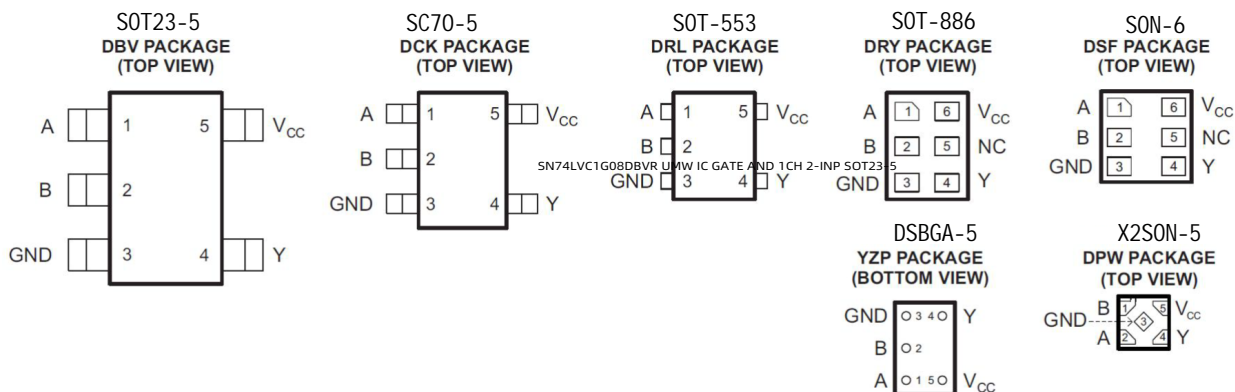 SOT23-5
DBV PACKAGE
(TOP VIEW)
A 1 5 VCC
B 2
GND 3 4 Y
SC70-5
DCK PACKAGE
(TOP VIEW)
A 1 5 VCC
B 2
GND 3 4 Y
SOT-553
DRL PACKAGE
(TOP VIEW)
A 1 5 VCC
B 2
GND 3 4 Y
SN74LVC1G08DBVR UMW IC GATE AND 1CH 2-INP SOT23-5
SOT-886
DRY PACKAGE
(TOP VIEW)
A 1 6 VCC
B 2 5 NC
GND 3 4 Y
SON-6
DSF PACKAGE
(TOP VIEW)
A 1 6 VCC
B 2 5 NC
GND 3 4 Y
DSBGA-5
YZP PACKAGE
(BOTTOM VIEW)
GND 3 4 Y
B 2
A 1 5 VCC
X2SON-5
DPW PACKAGE
(TOP VIEW)
B 1 5 VCC
GND 3
A 2 4 Y